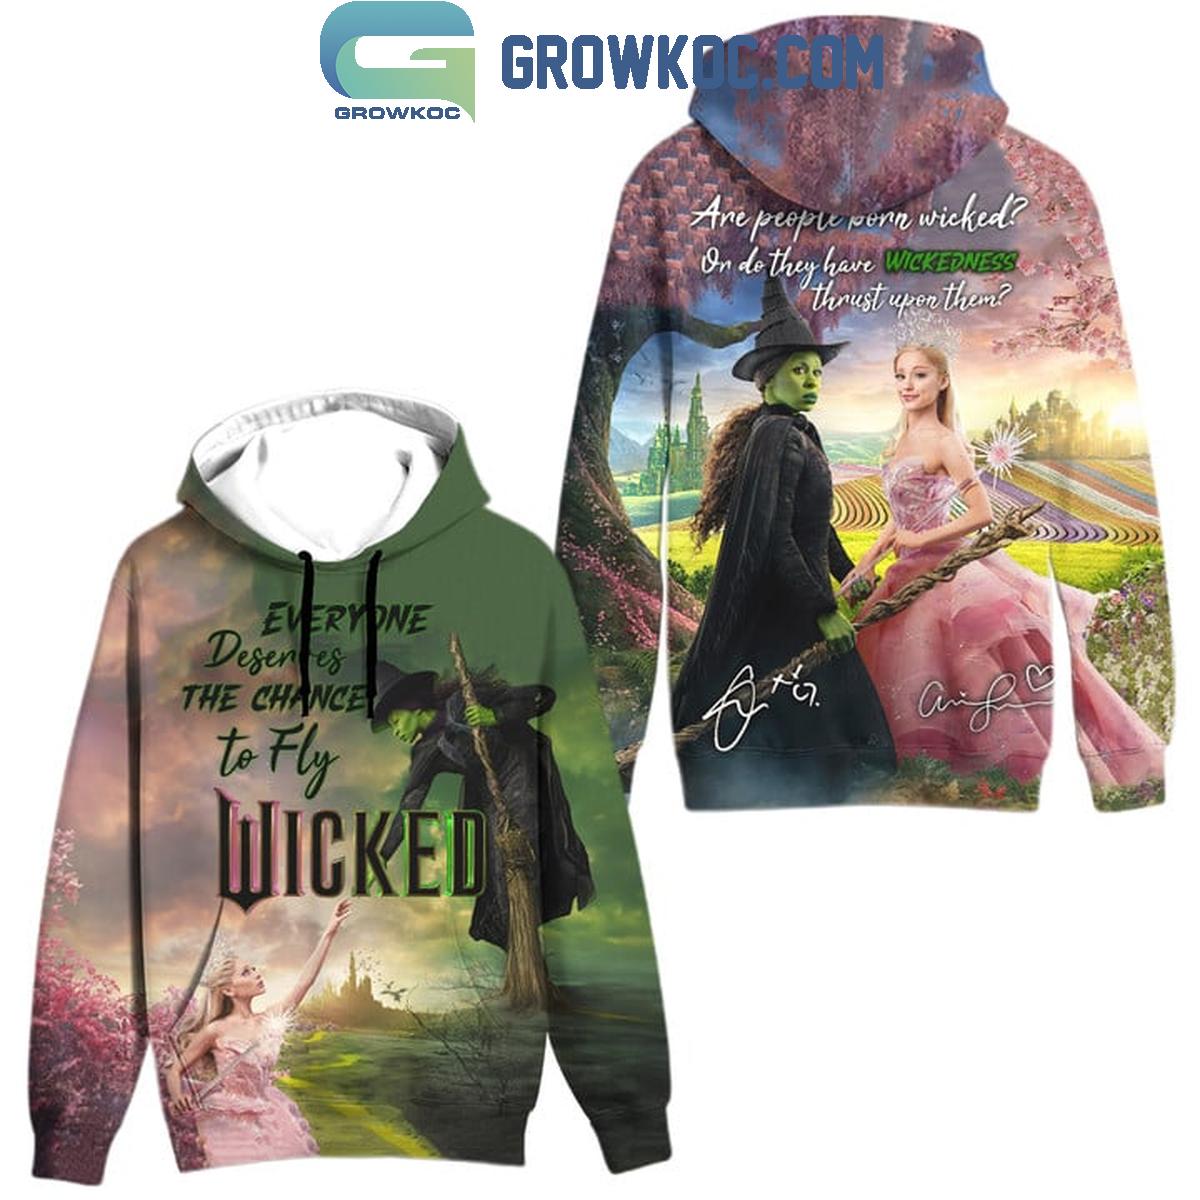 GROWKOC
GROWKOC.COM
Are people born wicked?
Or do they have WICKEDNESS
thrust upon them?
EVERYONE
Deserves
THE CHANCE
to Fly
WICKED